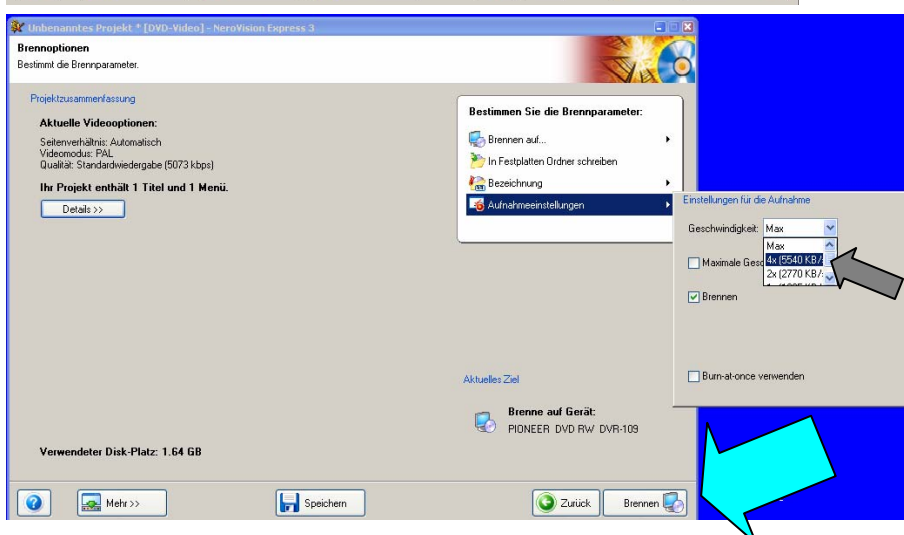 Unbenanntes Projekt * [DVD-Video] - NeroVision Express 3
Brennoptionen
Bestimmt die Brennparameter.
Projektzusammenfassung
Aktuelle Videooptionen:
Seitenverhältnis: Automatisch
Videomodus: PAL
Qualität: Standardwiedergabe (5073 kbps)
Ihr Projekt enthält 1 Titel und 1 Menü.
Details >>
Bestimmen Sie die Brennparameter:
Brennen auf...
In Festplatten Ordner schreiben
Bezeichnung
Aufnahmeeinstellungen
Einstellungen für die Aufnahme
Geschwindigkeit: Max
Max
4x (5540 KB/
2x (2770 KB/
Maximale
Brennen
Burn-at-once verwenden
Aktuelles Ziel
Brenne auf Gerät:
PIONEER DVD RW DVR-109
Verwendeter Disk-Platz: 1.64 GB
Mehr >>
Speichern
Zurück
Brennen